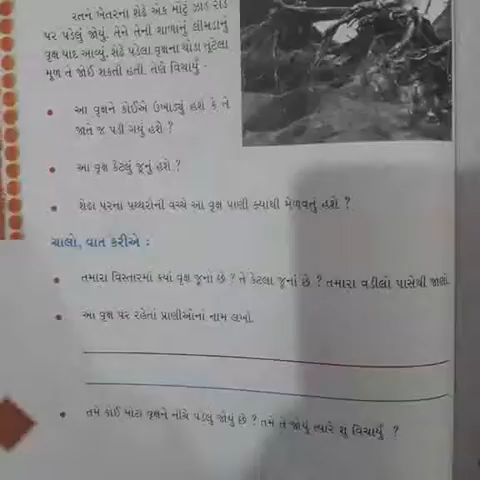 રતને ખેતરના શેઢે એક મોટું ઝાડ રોડ
પર પડેલું જોયું. તેને તેની શાળાનું લીમડાનું
વૃક્ષ યાદ આવ્યું. શેઢે પડેલા વૃક્ષના થોડા તૂટેલા
મૂળ તે જોઈ શકતી હતી. તેણે વિચાર્યું -
• આ વૃક્ષને કોઈએ ઉખાડ્યું હશે કે તે
જાતે જ પડી ગયું હશે ?
• આ વૃક્ષ કેટલું જૂનું હશે ?
• શેઢા પરના પથ્થરોની વચ્ચે આ વૃક્ષ પાણી ક્યાંથી મેળવતું હશે ?
ચાલો, વાત કરીએ :
• તમારા વિસ્તારમાં કયાં વૃક્ષ જૂનાં છે ? તે કેટલા જૂનાં છે ? તમારા વડીલો પાસેથી જાણો.
• આ વૃક્ષ પર રહેતાં પ્રાણીઓનાં નામ લખો.
• તમે કોઈ મોટા વૃક્ષને નીચે પડેલું જોયું છે ? તમે તે જોયું ત્યારે શું વિચાર્યું ?